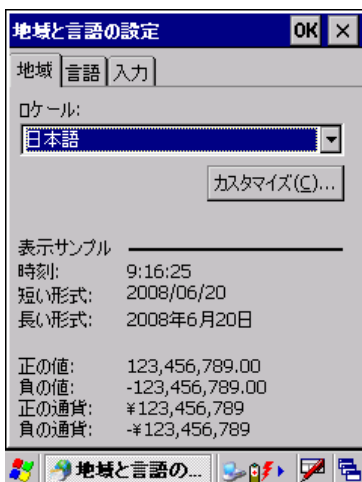 地域と言語の設定 OK ×
地域 言語 入力
ロケール:
日本語
カスタマイズ(C)...
表示サンプル
時刻: 9:16:25
短い形式: 2008/06/20
長い形式: 2008年6月20日
正の値: 123,456,789.00
負の値: -123,456,789.00
正の通貨: ¥123,456,789
負の通貨: -¥123,456,789
地域と言語の...